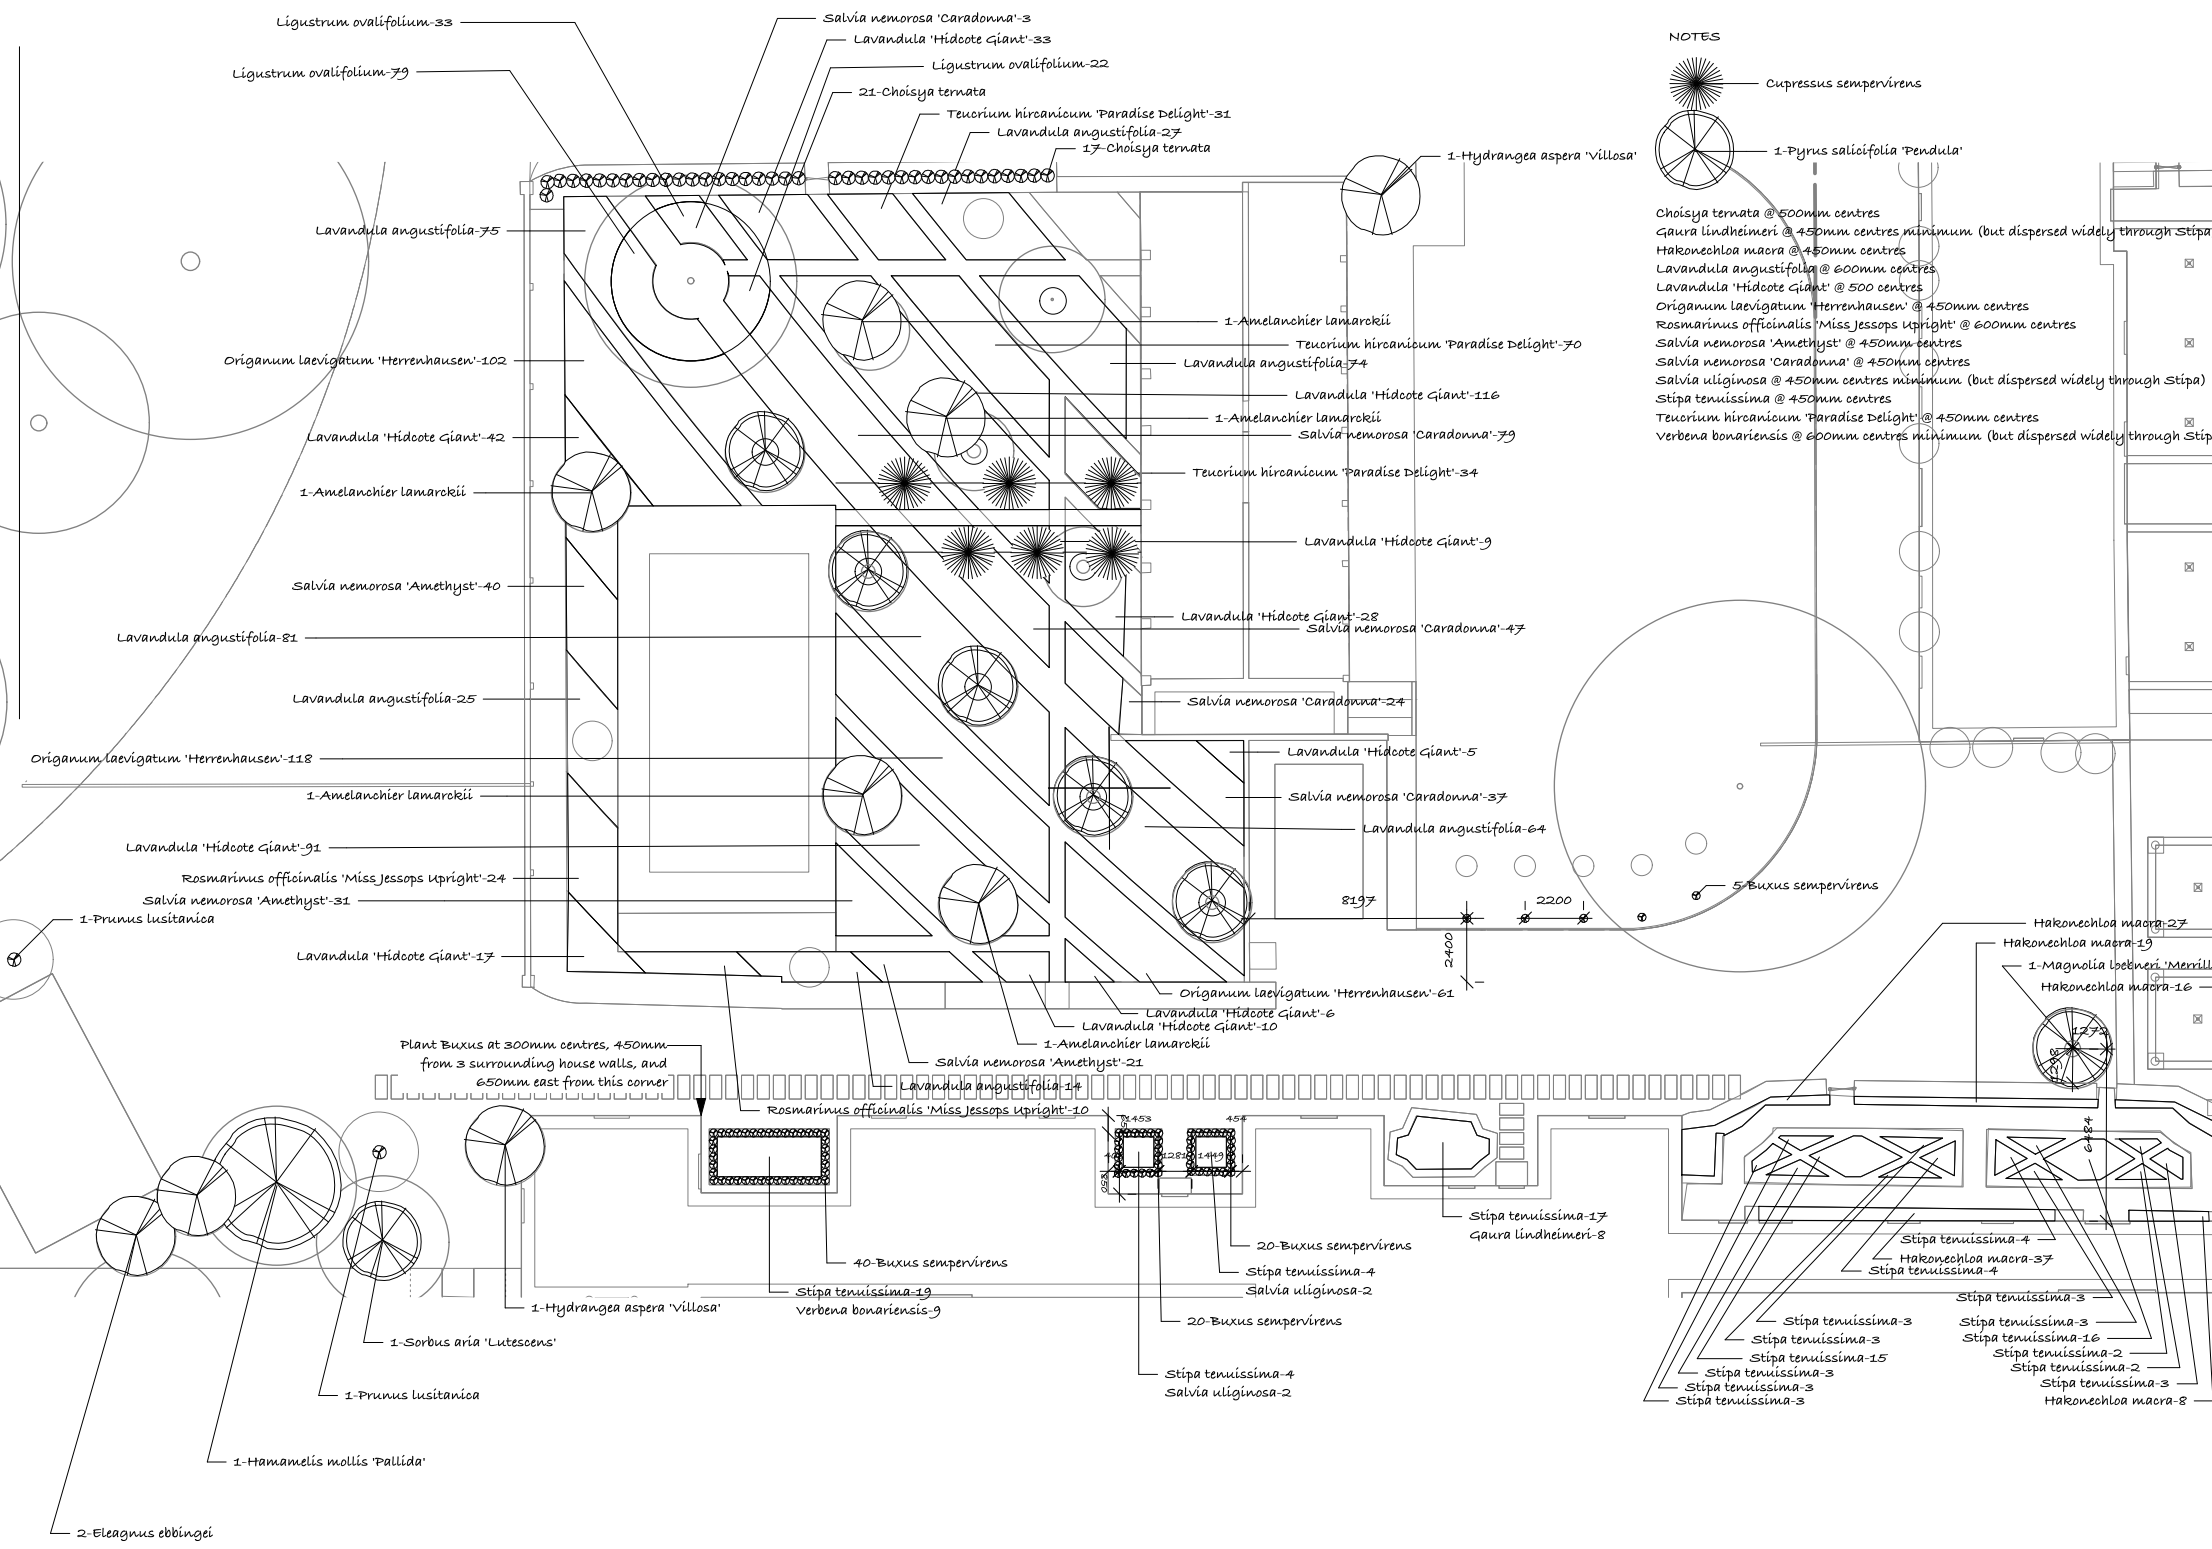 Ligustrum ovalifolium-33
Salvia nemorosa 'Caradonna'-3
Lavandula 'Hidcote Giant'-33
Ligustrum ovalifolium-22
Ligustrum ovalifolium-79
21-Choisya ternata
Teucrium hircanicum 'Paradise Delight'-31
Lavandula angustifolia-27
17-Choisya ternata
1-Hydrangea aspera 'Villosa'
NOTES
Cupressus sempervirens
1-Pyrus salicifolia 'Pendula'
Choisya ternata @ 500mm centres
Gaura lindheimeri @ 450mm centres minimum (but dispersed widely through Stipa
Hakonechloa macra @ 450mm centres
Lavandula angustifolia @ 600mm centres
Lavandula 'Hidcote Giant' @ 500 centres
Origanum laevigatum 'Herrenhausen' @ 450mm centres
Rosmarinus officinalis 'Miss Jessops Upright' @ 600mm centres
Salvia nemorosa 'Amethyst' @ 450mm centres
Salvia nemorosa 'Caradonna' @ 450mm centres
Salvia uliginosa @ 450mm centres minimum (but dispersed widely through Stipa)
Stipa tenuissima @ 450mm centres
Teucrium hircanicum 'Paradise Delight' @ 450mm centres
Verbena bonariensis @ 600mm centres minimum (but dispersed widely through Stip
Lavandula angustifolia-75
Origanum laevigatum 'Herrenhausen'-102
Lavandula 'Hidcote Giant'-42
1-Amelanchier lamarckii
Salvia nemorosa 'Amethyst'-40
Lavandula angustifolia-81
Lavandula angustifolia-25
Origanum laevigatum 'Herrenhausen'-118
1-Amelanchier lamarckii
Lavandula 'Hidcote Giant'-91
Rosmarinus officinalis 'Miss Jessops Upright'-24
Salvia nemorosa 'Amethyst'-31
1-Prunus lusitanica
Lavandula 'Hidcote Giant'-17
1-Amelanchier lamarckii
Teucrium hircanicum 'Paradise Delight'-70
Lavandula angustifolia-74
Lavandula 'Hidcote Giant'-116
1-Amelanchier lamarckii
Salvia nemorosa 'Caradonna'-79
Teucrium hircanicum 'Paradise Delight'-34
Lavandula 'Hidcote Giant'-9
Lavandula 'Hidcote Giant'-28
Salvia nemorosa 'Caradonna'-47
Salvia nemorosa 'Caradonna'-24
Lavandula 'Hidcote Giant'-5
Salvia nemorosa 'Caradonna'-37
Lavandula angustifolia-64
5-Buxus sempervirens
8197
2200
2400
Origanum laevigatum 'Herrenhausen'-61
Lavandula 'Hidcote Giant'-6
Lavandula 'Hidcote Giant'-10
1-Amelanchier lamarckii
Salvia nemorosa 'Amethyst'-21
Lavandula angustifolia-14
Rosmarinus officinalis 'Miss Jessops Upright'-10
Plant Buxus at 300mm centres, 450mm
from 3 surrounding house walls, and
650mm east from this corner
Hakonechloa macra-27
Hakonechloa macra-19
1-Magnolia loebneri 'Merrill
Hakonechloa macra-16
1272
1298
6484
1453
454
1281
1449
850
40-Buxus sempervirens
Stipa tenuissima-19
Verbena bonariensis-9
1-Hydrangea aspera 'Villosa'
1-Sorbus aria 'Lutescens'
1-Prunus lusitanica
1-Hamamelis mollis 'Pallida'
2-Eleagnus ebbingei
20-Buxus sempervirens
Stipa tenuissima-4
Salvia uliginosa-2
20-Buxus sempervirens
Stipa tenuissima-4
Salvia uliginosa-2
Stipa tenuissima-17
Gaura lindheimeri-8
Stipa tenuissima-4
Hakonechloa macra-37
Stipa tenuissima-4
Stipa tenuissima-3
Stipa tenuissima-3
Stipa tenuissima-3
Stipa tenuissima-15
Stipa tenuissima-3
Stipa tenuissima-3
Stipa tenuissima-3
Stipa tenuissima-3
Stipa tenuissima-16
Stipa tenuissima-2
Stipa tenuissima-2
Stipa tenuissima-3
Hakonechloa macra-8